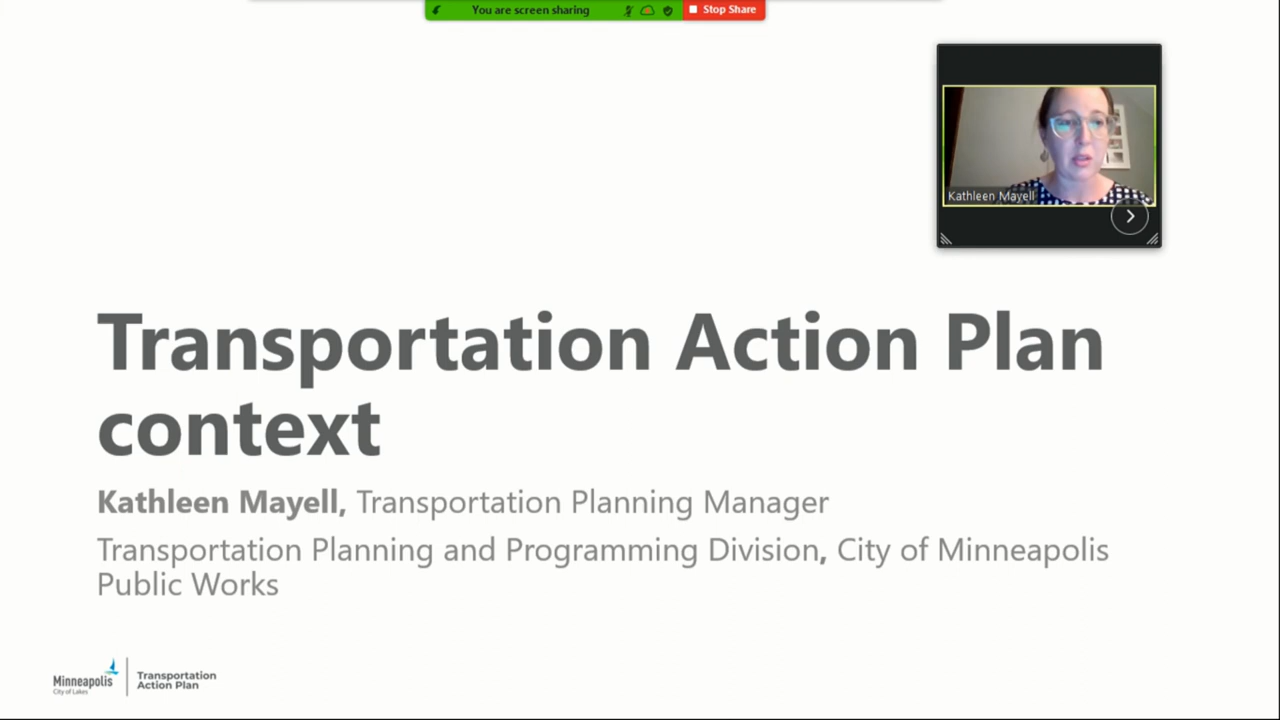 You are screen sharing
Stop Share
Kathleen Mayell
Transportation Action Plan
context
Kathleen Mayell, Transportation Planning Manager
Transportation Planning and Programming Division, City of Minneapolis
Public Works
Minneapolis
City of Lakes
Transportation
Action Plan